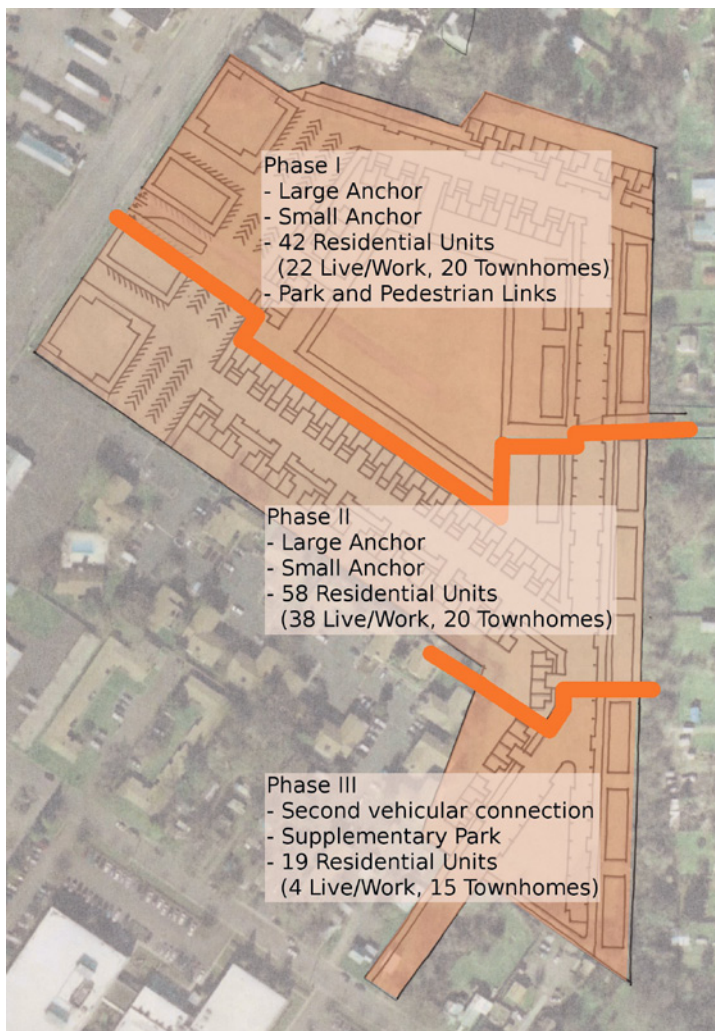 Phase I
- Large Anchor
- Small Anchor
- 42 Residential Units
(22 Live/Work, 20 Townhomes)
- Park and Pedestrian Links
Phase II
- Large Anchor
- Small Anchor
- 58 Residential Units
(38 Live/Work, 20 Townhomes)
Phase III
- Second vehicular connection
- Supplementary Park
- 19 Residential Units
(4 Live/Work, 15 Townhomes)